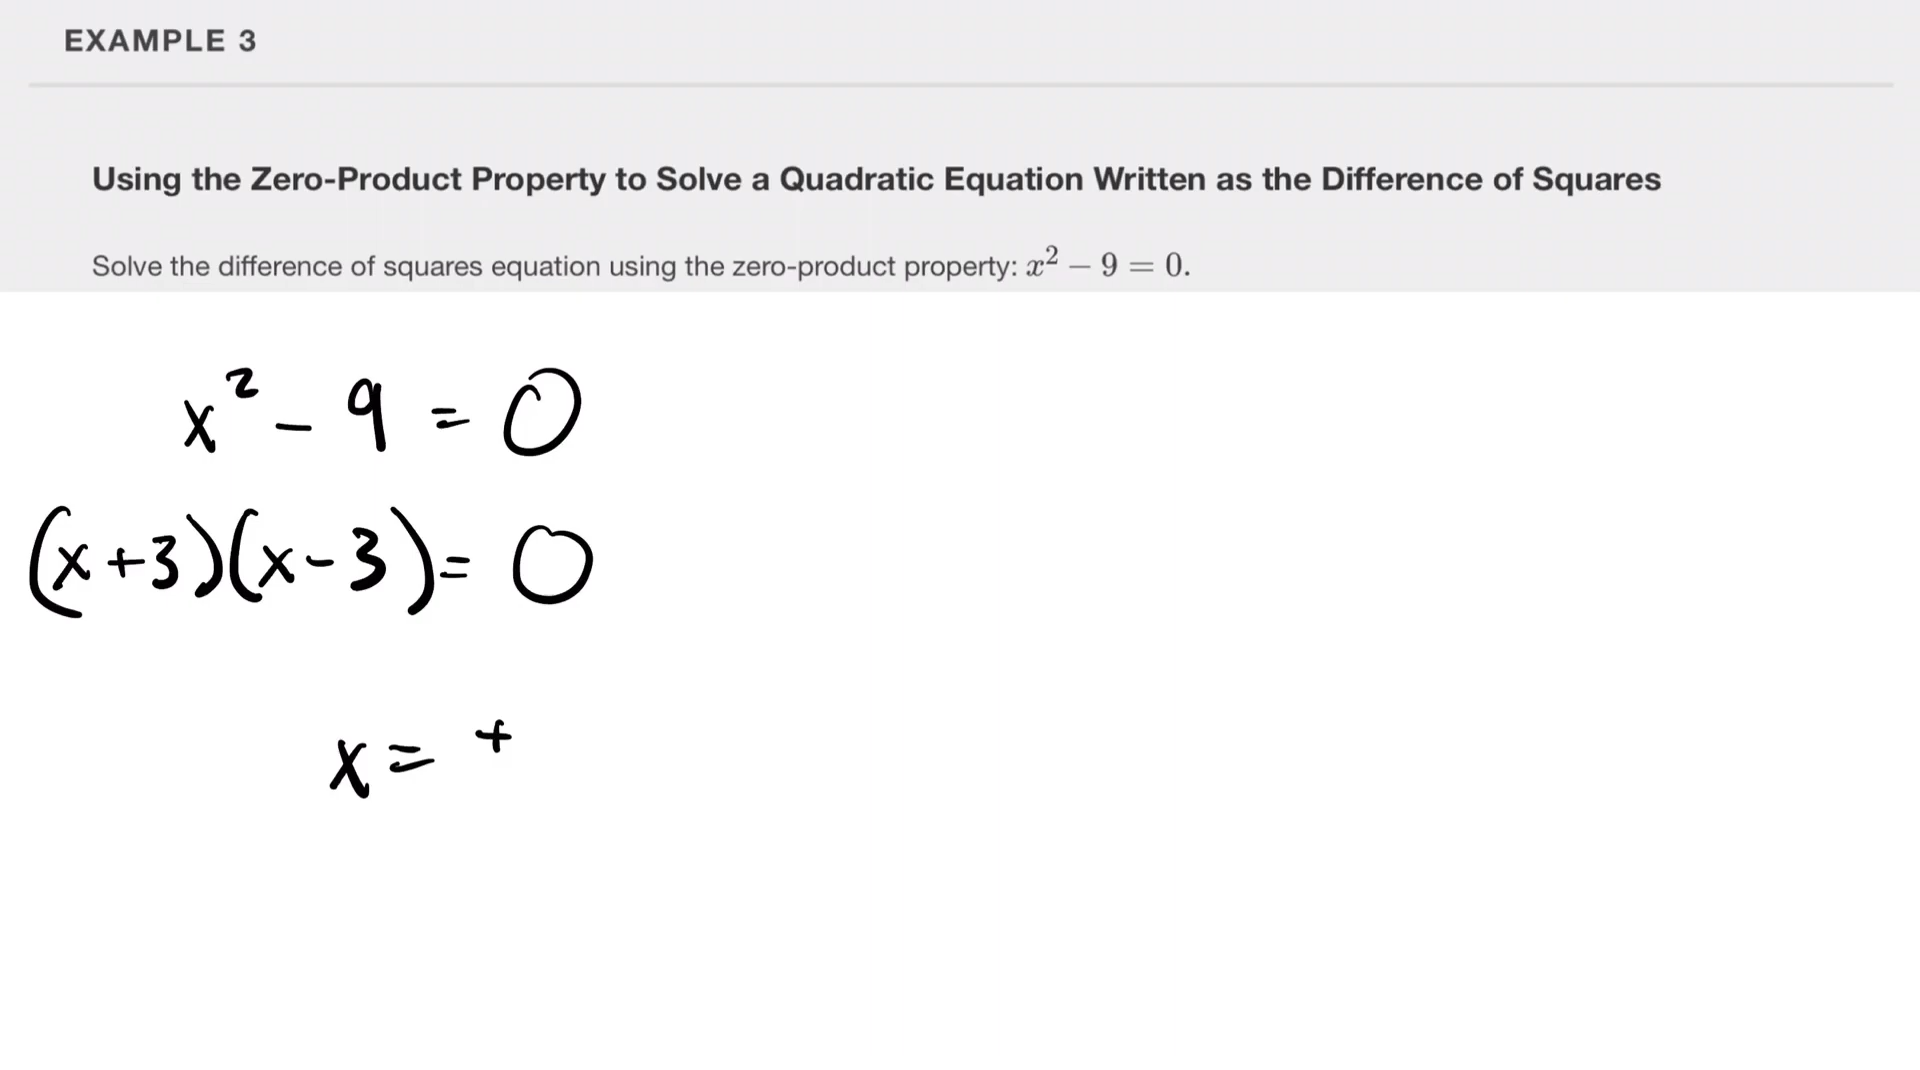 EXAMPLE 3
Using the Zero-Product Property to Solve a Quadratic Equation Written as the Difference of Squares
Solve the difference of squares equation using the zero-product property: x² − 9 = 0.
x² - 9 = 0
(x+3)(x-3) = 0
x = +